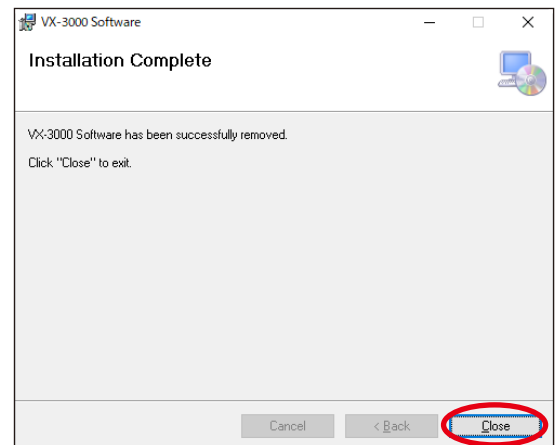 VX-3000 Software
Installation Complete
VX-3000 Software has been successfully removed.
Click "Close" to exit.
Cancel
< Back
Close